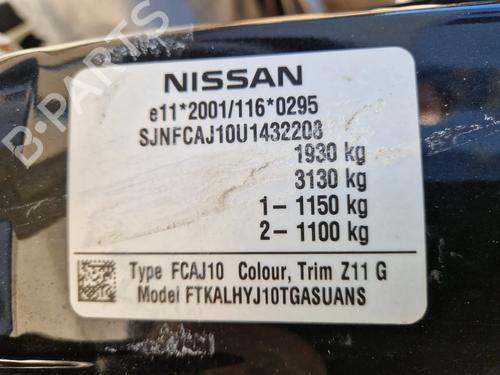 NISSAN
e11*2001/116*0295
SJNFCAJ10U1432208
1930 kg
3130 kg
1 - 1150 kg
2 - 1100 kg
Type FCAJ10 Colour, Trim Z11 G
Model FTKALHYJ10TGASUANS
B-PARTS